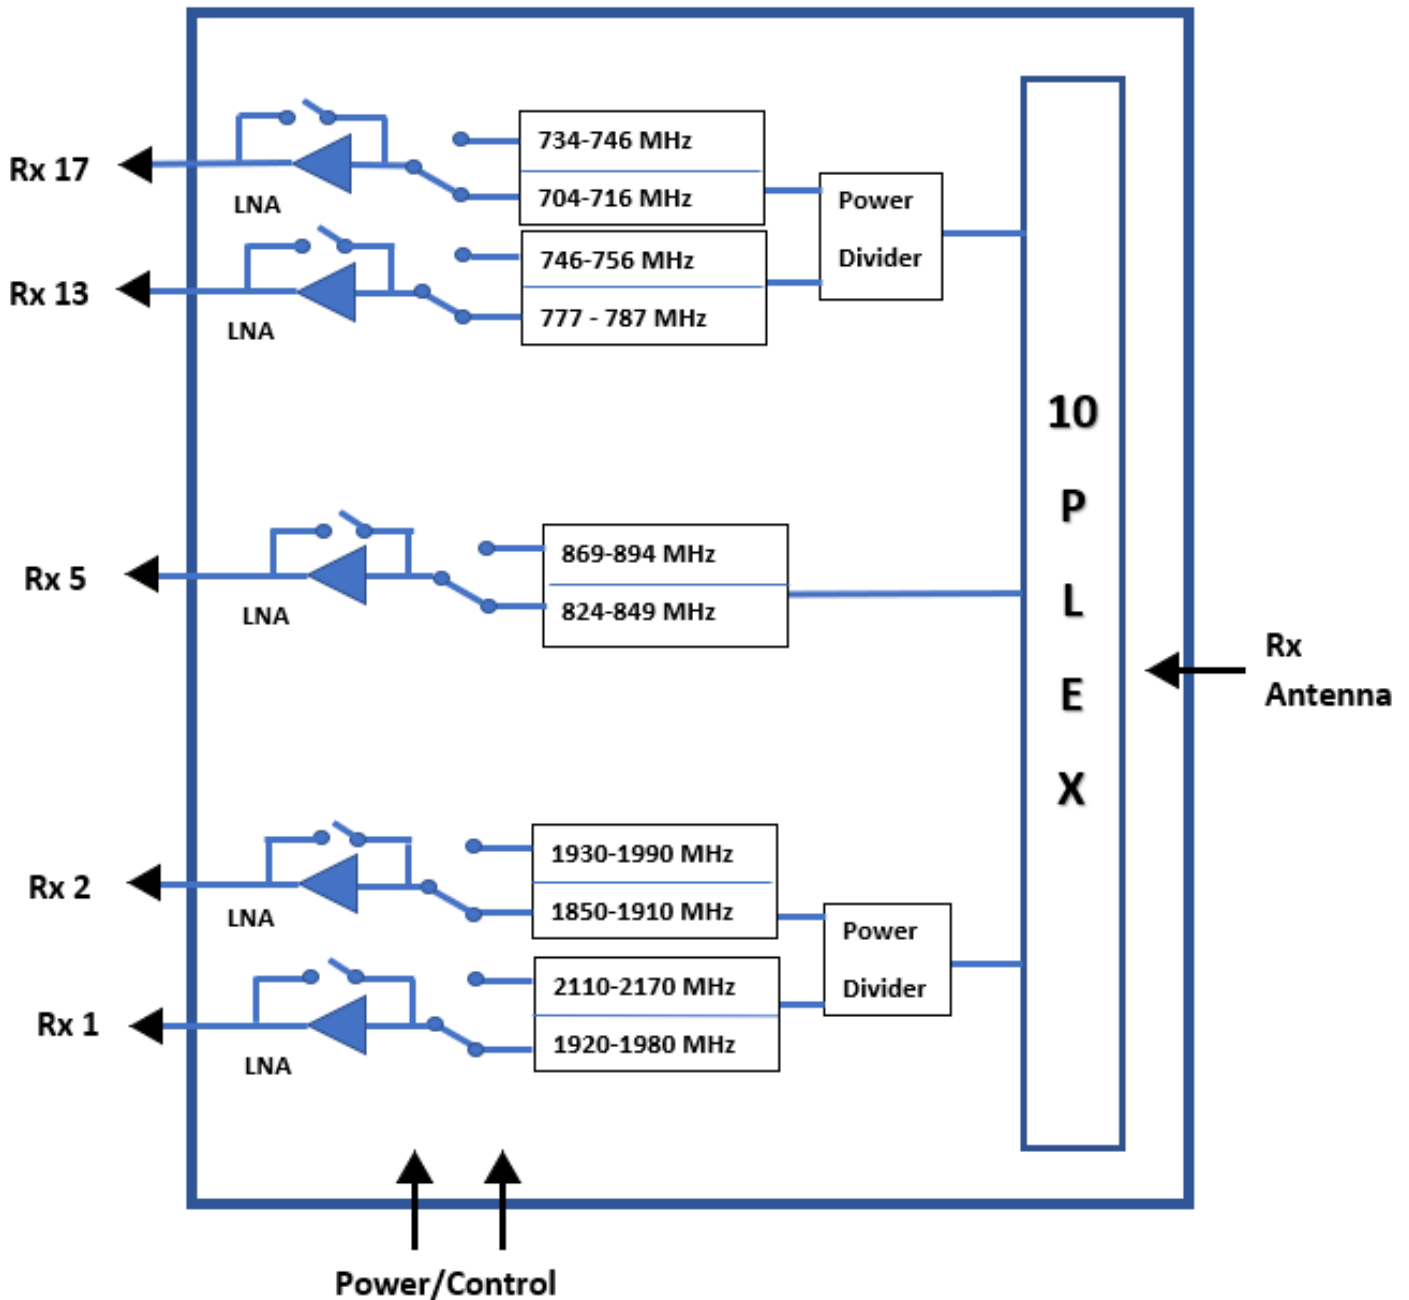 Rx 17
LNA
734-746 MHz
704-716 MHz
Power
Divider
Rx 13
LNA
746-756 MHz
777 - 787 MHz
10
P
L
E
X
Rx 5
LNA
869-894 MHz
824-849 MHz
Rx
Antenna
Rx 2
LNA
1930-1990 MHz
1850-1910 MHz
Power
Divider
Rx 1
LNA
2110-2170 MHz
1920-1980 MHz
Power/Control